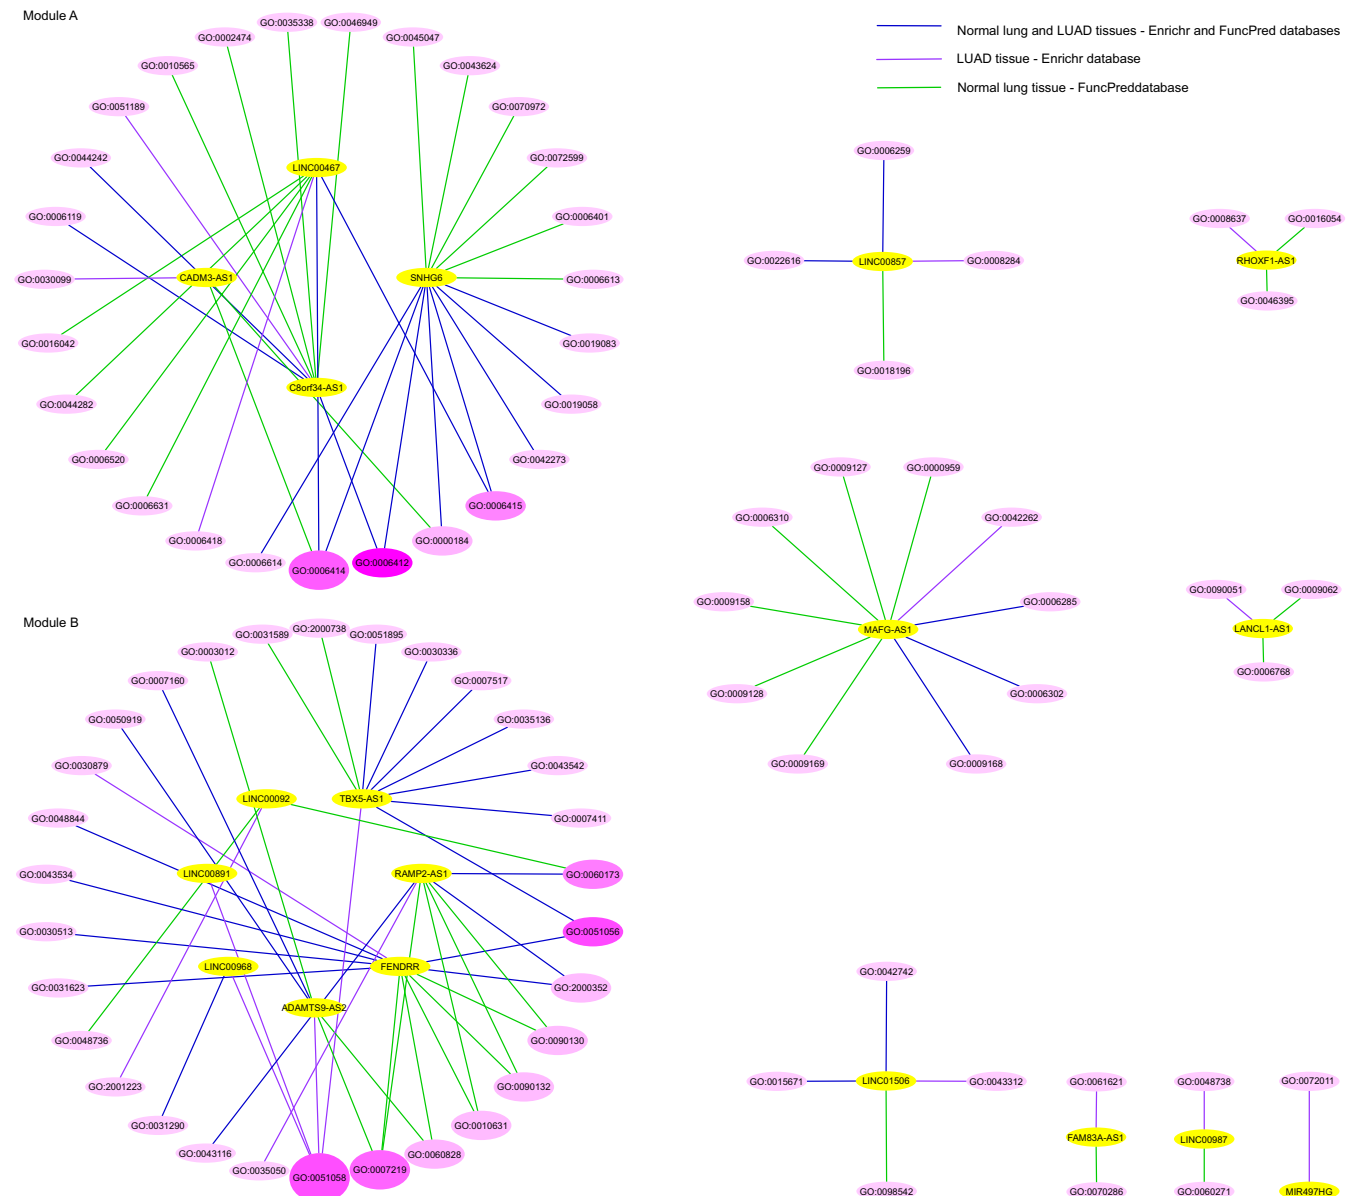 Module A
GO:0035338
GO:0046949
GO:0002474
GO:0045047
GO:0010565
GO:0043624
GO:0051189
GO:0070972
GO:0044242
GO:0072599
LINC00467
GO:0006119
GO:0006401
GO:0030099
CADM3-AS1
SNHG6
GO:0006613
GO:0016042
GO:0019083
C8orf34-AS1
GO:0044282
GO:0019058
GO:0006520
GO:0042273
GO:0006631
GO:0006415
GO:0006418
GO:0000184
GO:0006614
GO:0006414
GO:0006412
Module B
GO:0031589
GO:2000738
GO:0051895
GO:0003012
GO:0030336
GO:0007160
GO:0007517
GO:0050919
GO:0035136
GO:0030879
GO:0043542
LINC00092
TBX5-AS1
GO:0048844
GO:0007411
GO:0043534
LINC00891
RAMP2-AS1
GO:0060173
GO:0030513
GO:0051056
LINC00968
FENDRR
GO:0031623
GO:2000352
ADAMTS9-AS2
GO:0048736
GO:0090130
GO:2001223
GO:0090132
GO:0031290
GO:0010631
GO:0043116
GO:0060828
GO:0035050
GO:0051058
GO:0007219
Normal lung and LUAD tissues - Enrichr and FuncPred databases
LUAD tissue - Enrichr database
Normal lung tissue - FuncPreddatabase
GO:0006259
GO:0022616
LINC00857
GO:0008284
GO:0018196
GO:0008637
GO:0016054
RHOXF1-AS1
GO:0046395
GO:0009127
GO:0000959
GO:0006310
GO:0042262
GO:0009158
GO:0006285
MAFG-AS1
GO:0009128
GO:0006302
GO:0009169
GO:0009168
GO:0090051
GO:0009062
LANCL1-AS1
GO:0006768
GO:0042742
GO:0015671
LINC01506
GO:0043312
GO:0098542
GO:0061621
FAM83A-AS1
GO:0070286
GO:0048738
LINC00987
GO:0060271
GO:0072011
MIR497HG